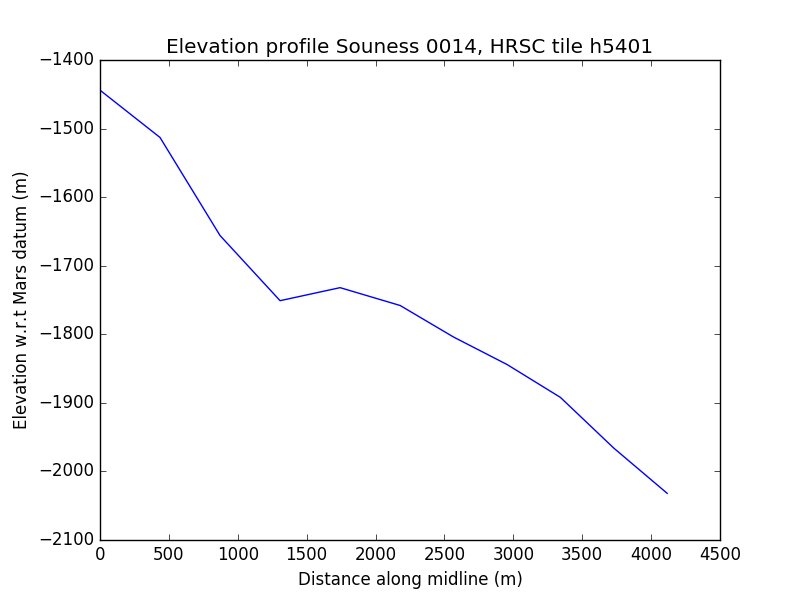 Elevation profile Souness 0014, HRSC tile h5401
Elevation w.r.t Mars datum (m)
−1400
−1500
−1600
−1700
−1800
−1900
−2000
−2100
0 500 1000 1500 2000 2500 3000 3500 4000 4500
Distance along midline (m)